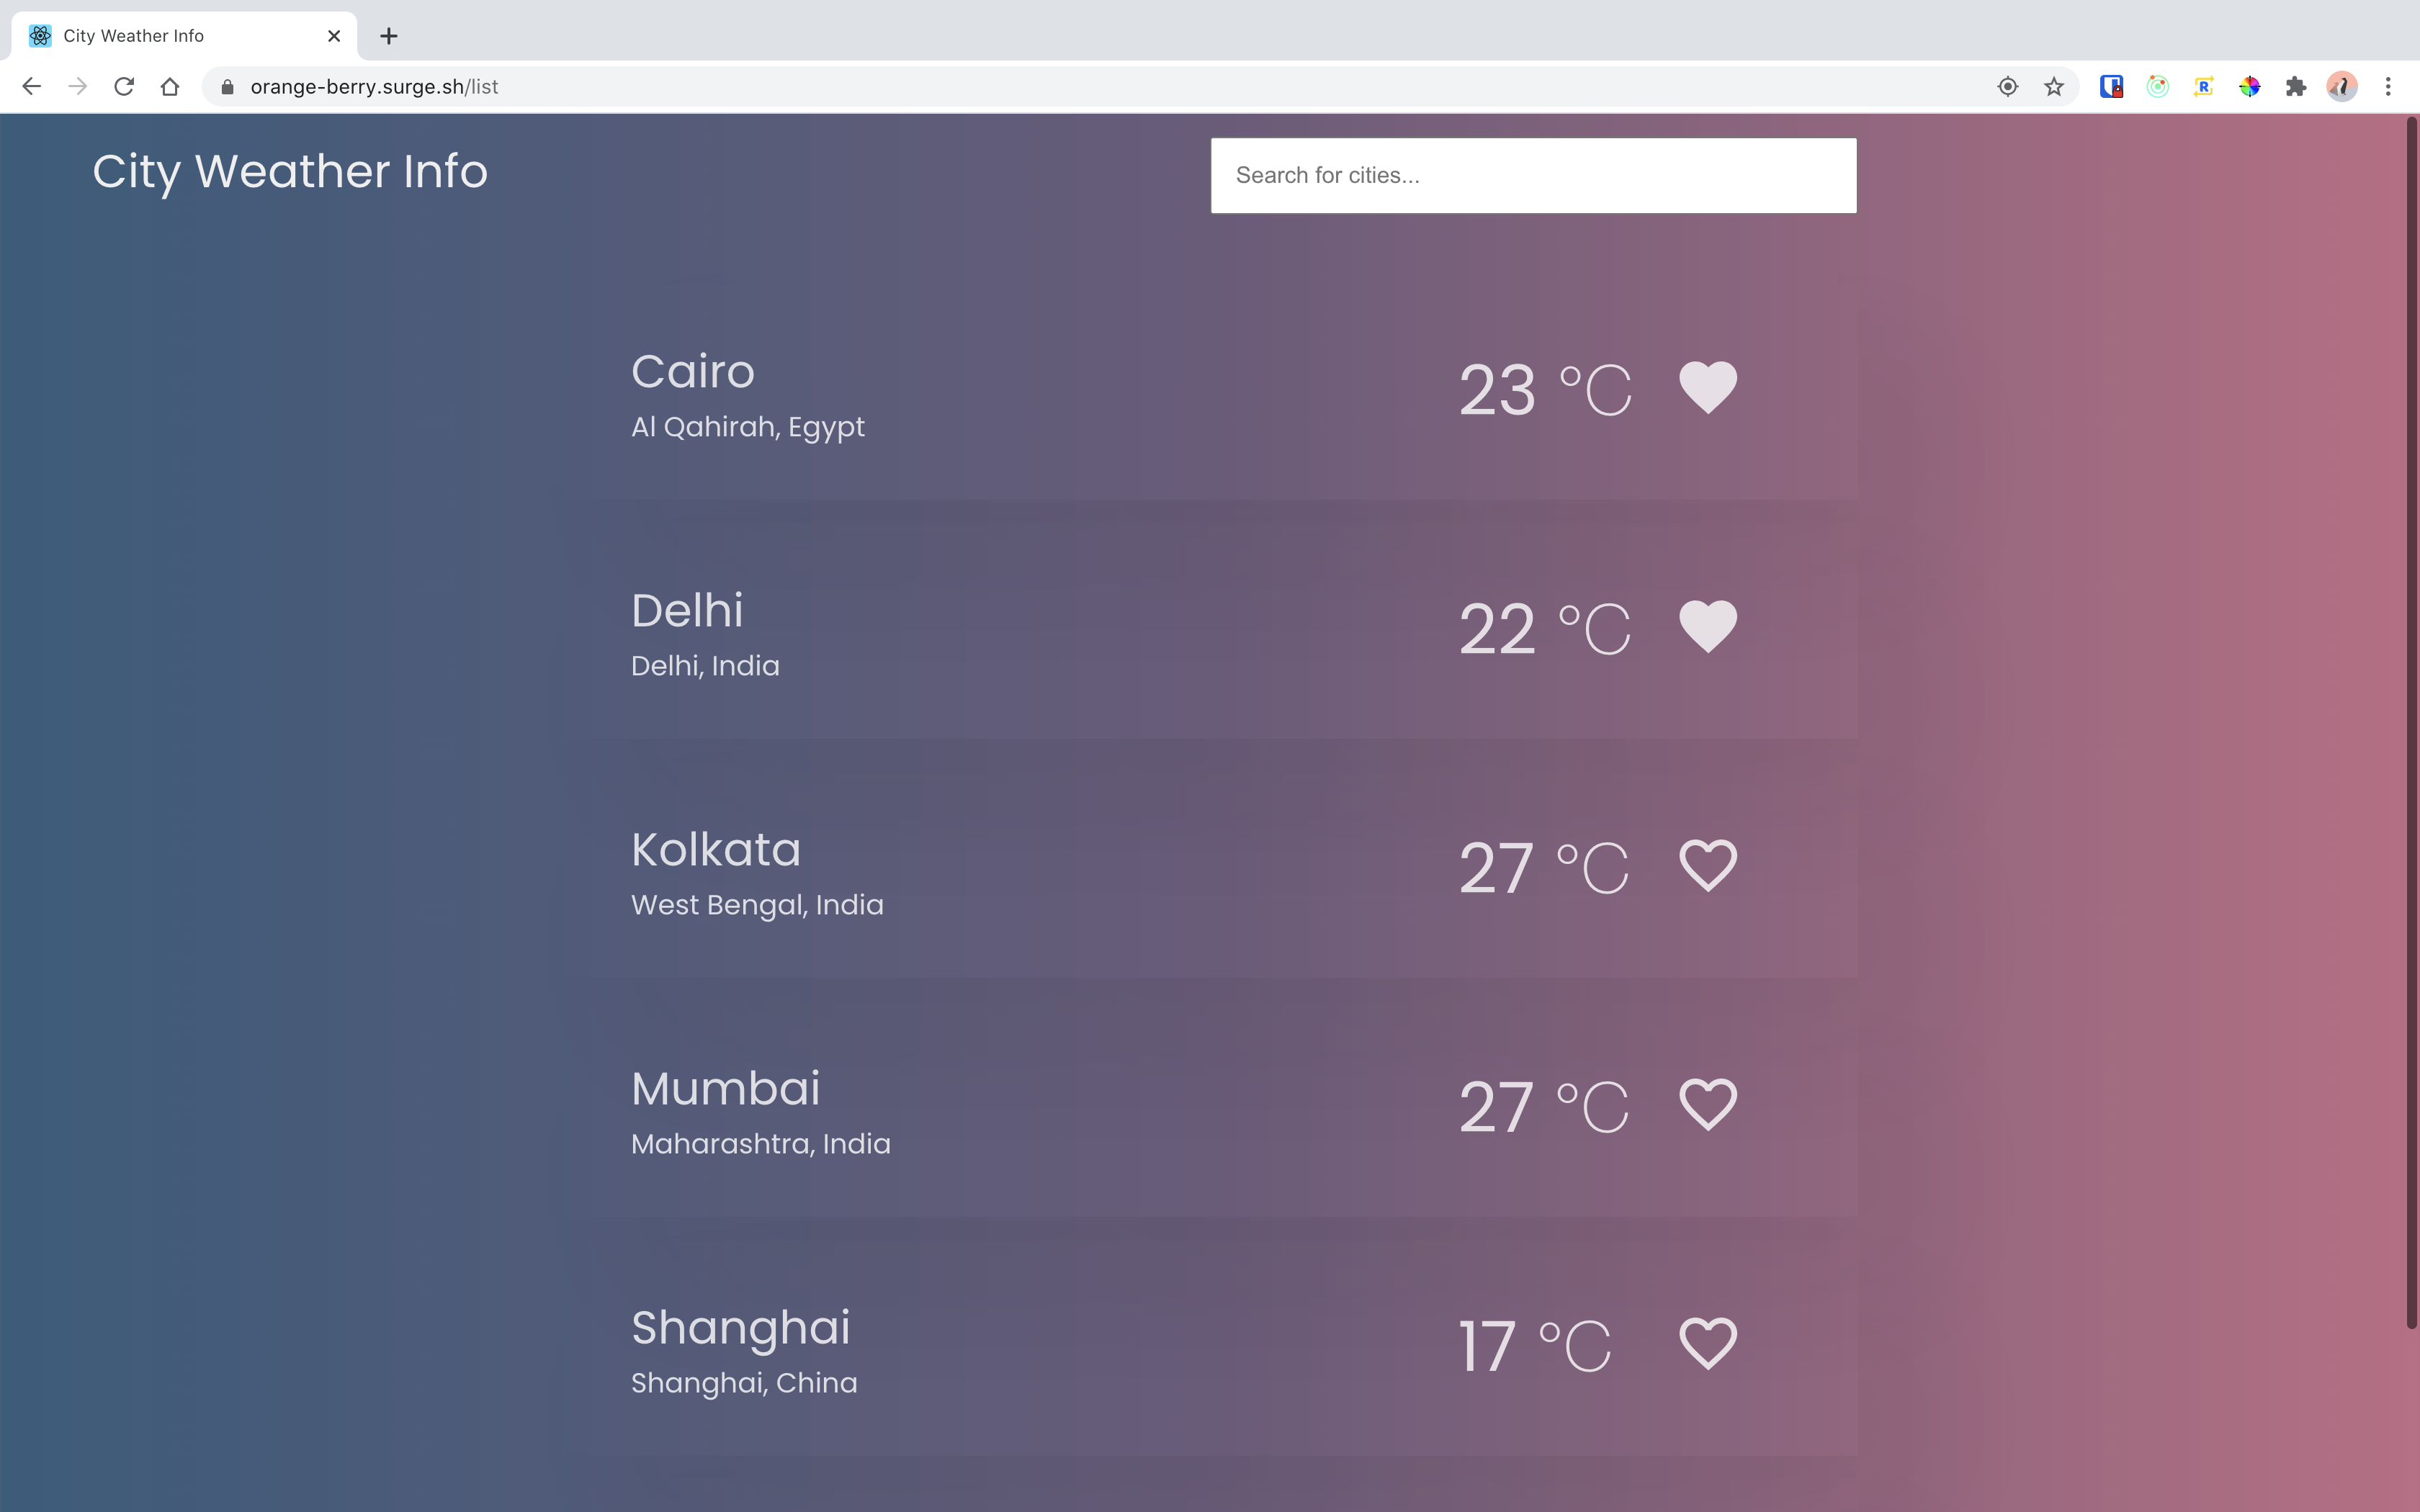 City Weather Info
orange-berry.surge.sh/list
R
City Weather Info
Search for cities...
Cairo
Al Qahirah, Egypt
23 °C
Delhi
Delhi, India
22 °C
Kolkata
West Bengal, India
27 °C
Mumbai
Maharashtra, India
27 °C
Shanghai
Shanghai, China
17 °C